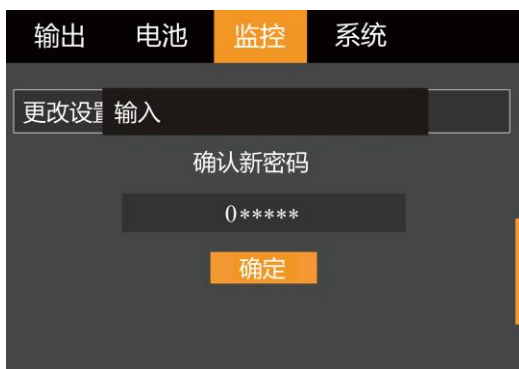 输出 电池 监控 系统
更改设置 输入
确认新密码
0*****
确定